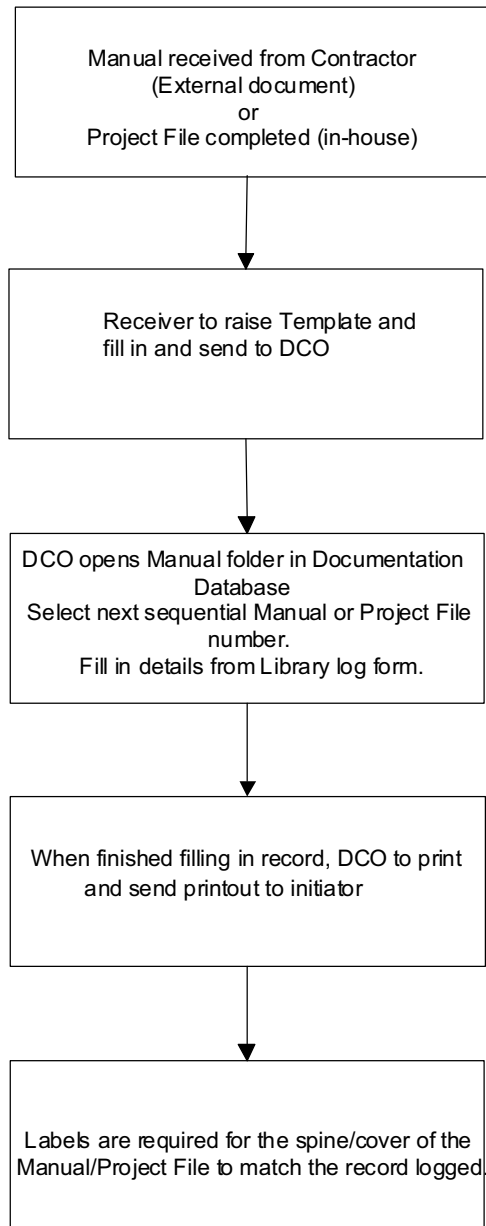 Manual received from Contractor
(External document)
or
Project File completed (in-house)
Receiver to raise Template and
fill in and send to DCO
DCO opens Manual folder in Documentation
Database
Select next sequential Manual or Project File
number.
Fill in details from Library log form.
When finished filling in record, DCO to print
and send printout to initiator
Labels are required for the spine/cover of the
Manual/Project File to match the record logged.